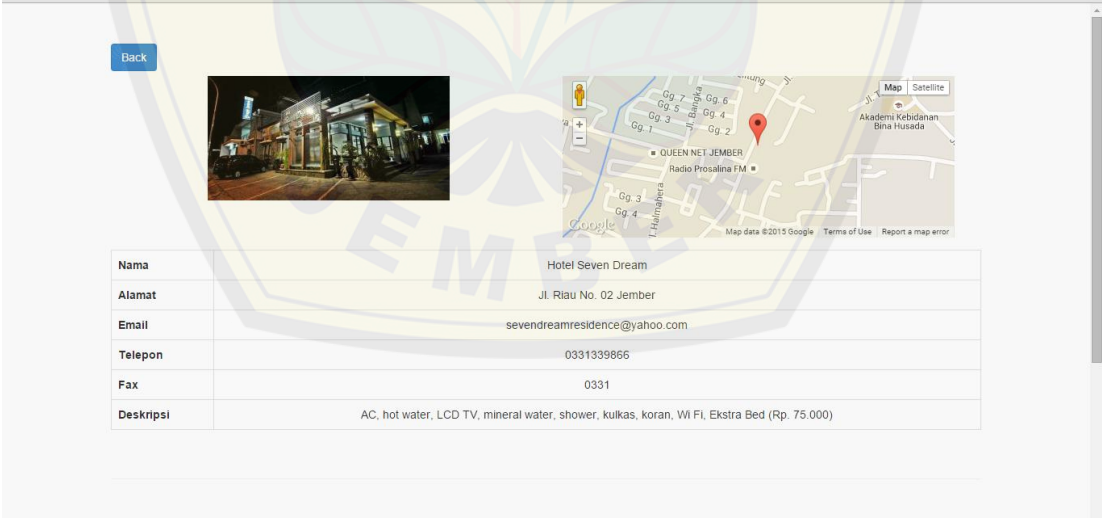 Back
Map Satellite
Gg. 7
Gg. 6
Gg. 5
Jl. Bangka
Gg. 4
Gg. 3
Gg. 1
Gg. 2
Akademi Kebidanan
Bina Husada
QUEEN NET JEMBER
Radio Prosalina FM
Gg. 3
Gg. 4
Halmahera
Google
Map data ©2015 Google Terms of Use Report a map error
JEMBER
Nama Hotel Seven Dream
Alamat Jl. Riau No. 02 Jember
Email sevendreamresidence@yahoo.com
Telepon 0331339866
Fax 0331
Deskripsi AC, hot water, LCD TV, mineral water, shower, kulkas, koran, Wi Fi, Ekstra Bed (Rp. 75.000)